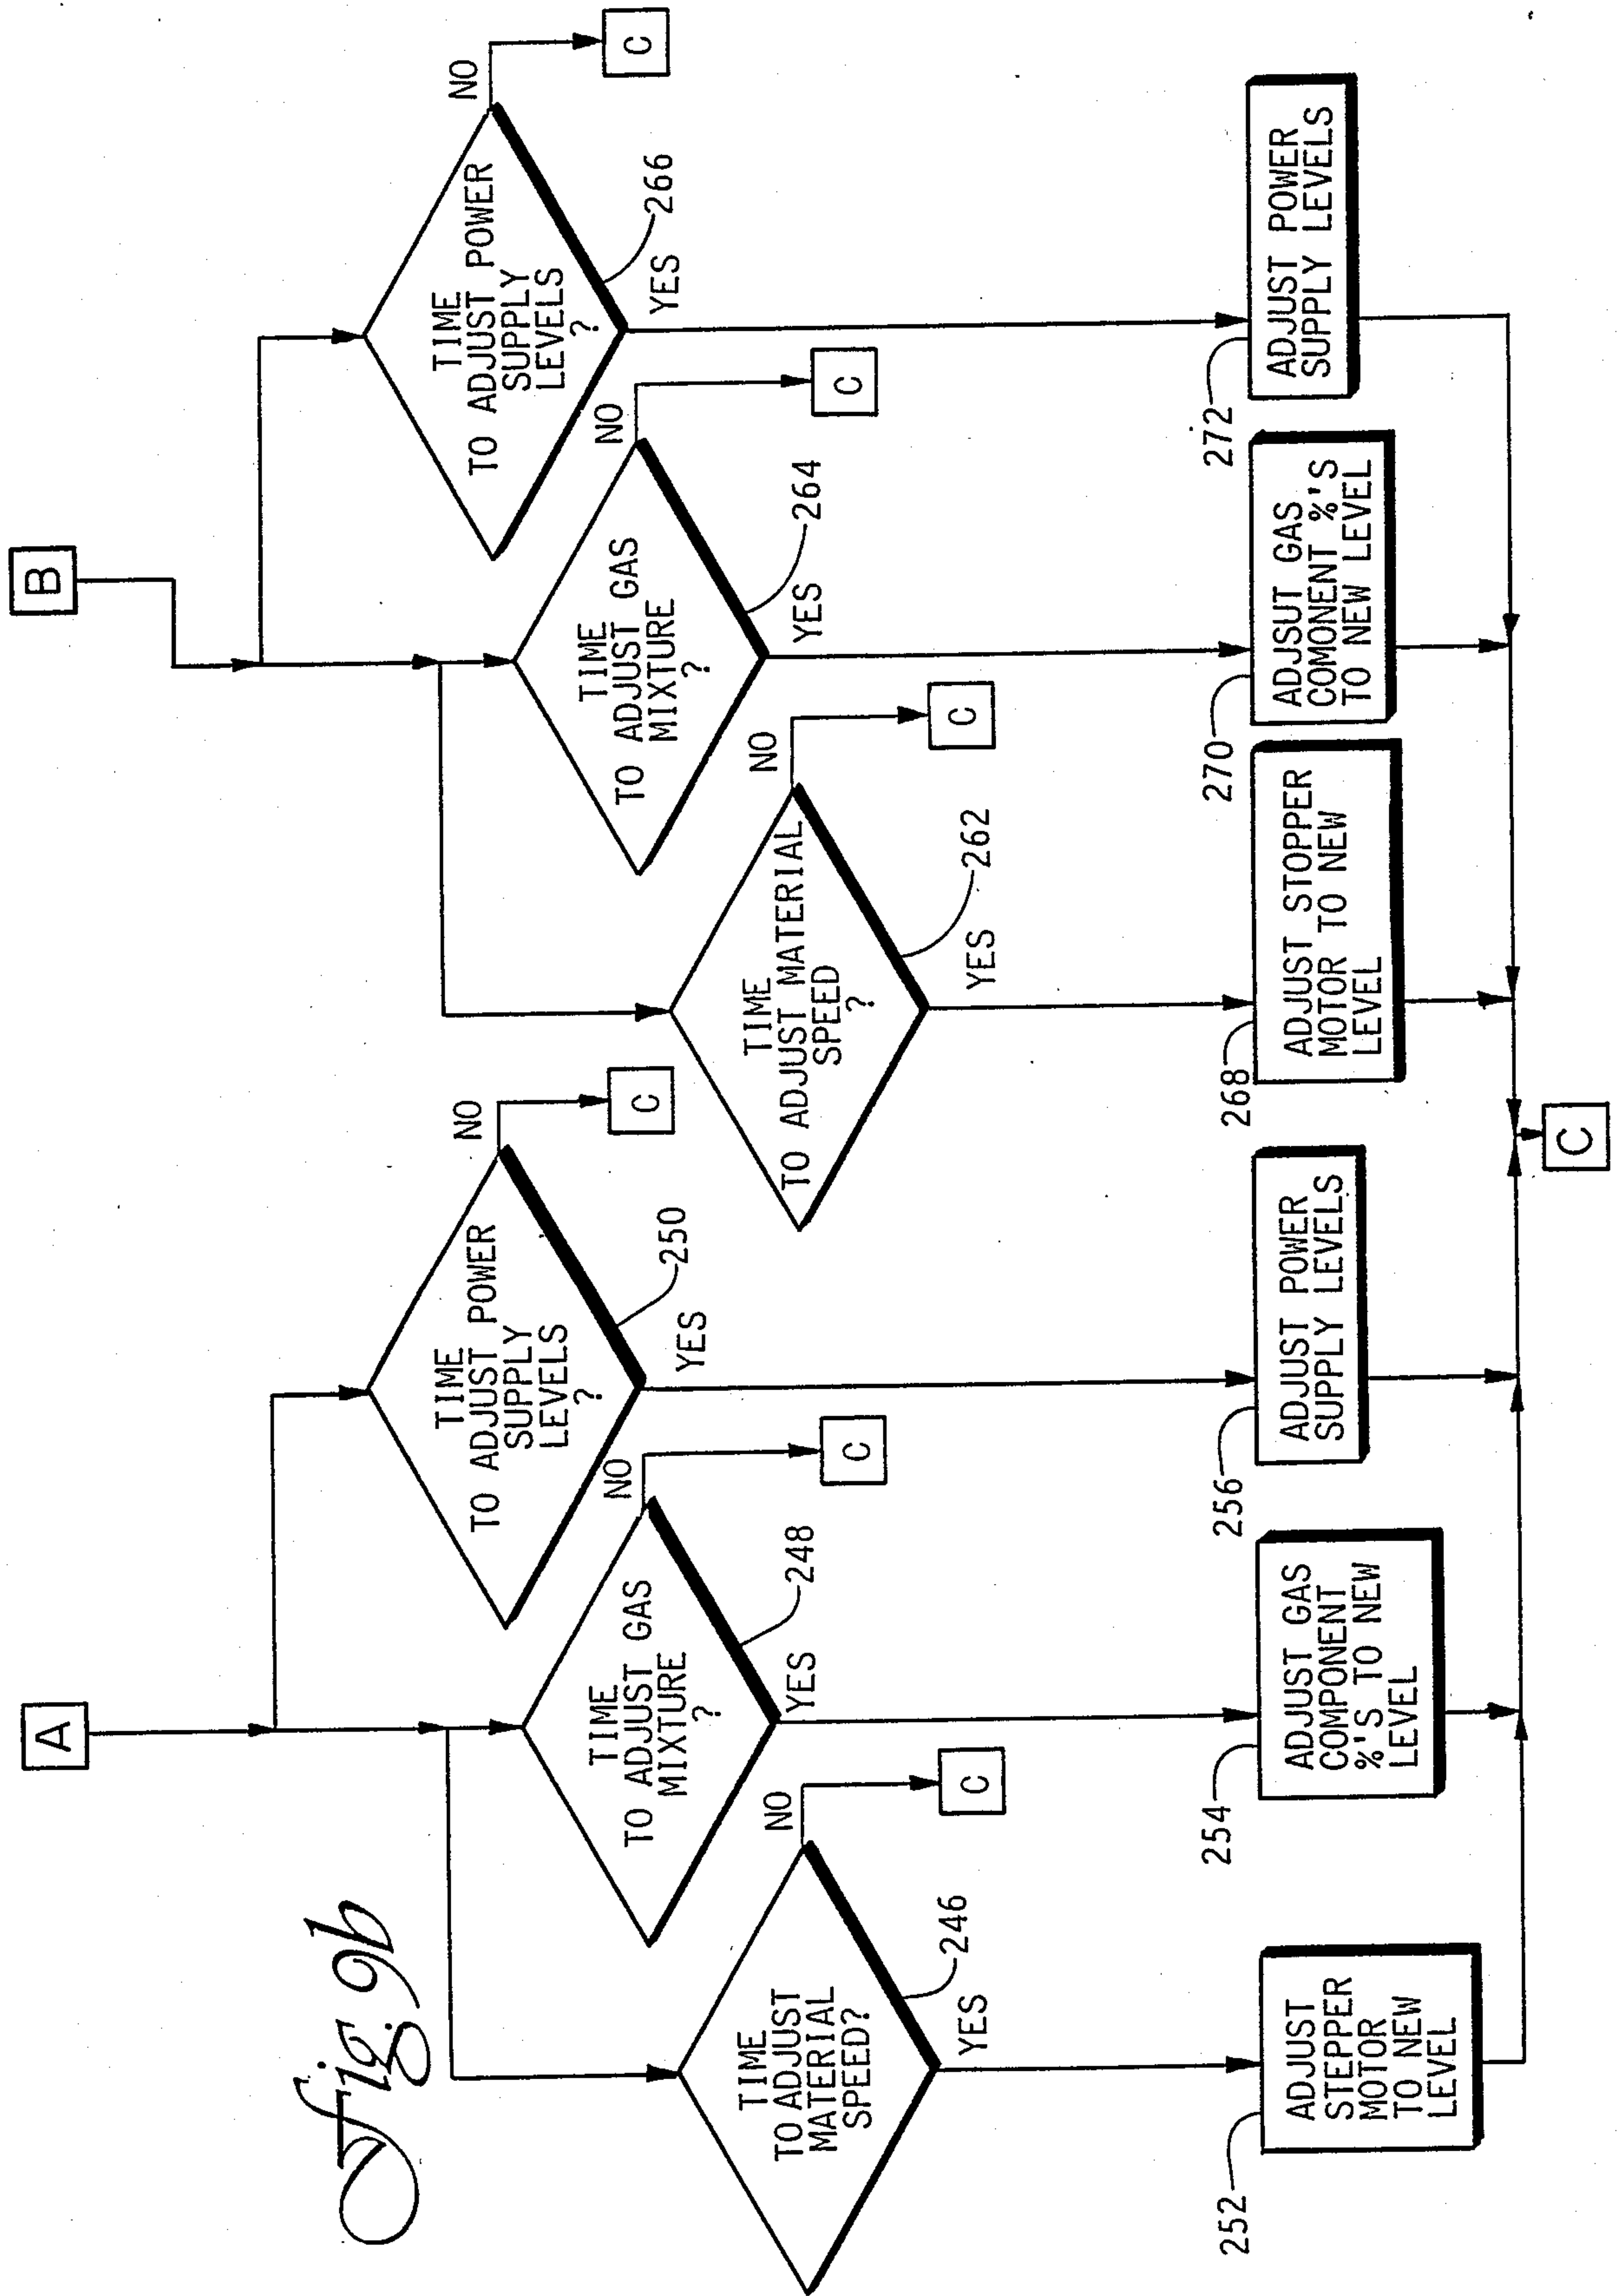 Fig. 9b
A
TIME
TO ADJUST
MATERIAL
SPEED?
246
NO
C
YES
TIME
TO ADJUST GAS
MIXTURE
?
248
NO
C
YES
TIME
TO ADJUST POWER
SUPPLY
LEVELS
?
250
NO
C
YES
252
ADJUST
STEPPER
MOTOR
TO NEW
LEVEL
254
ADJUST GAS
COMPONENT
%'S TO NEW
LEVEL
256
ADJUST POWER
SUPPLY LEVELS
B
TIME
TO ADJUST MATERIAL
SPEED
?
262
NO
C
YES
TIME
TO ADJUST GAS
MIXTURE
?
264
NO
C
YES
TIME
TO ADJUST POWER
SUPPLY
LEVELS
?
266
NO
C
YES
268
ADJUST STOPPER
MOTOR TO NEW
LEVEL
270
ADJSUT GAS
COMONENT %'S
TO NEW LEVEL
272
ADJUST POWER
SUPPLY LEVELS
C